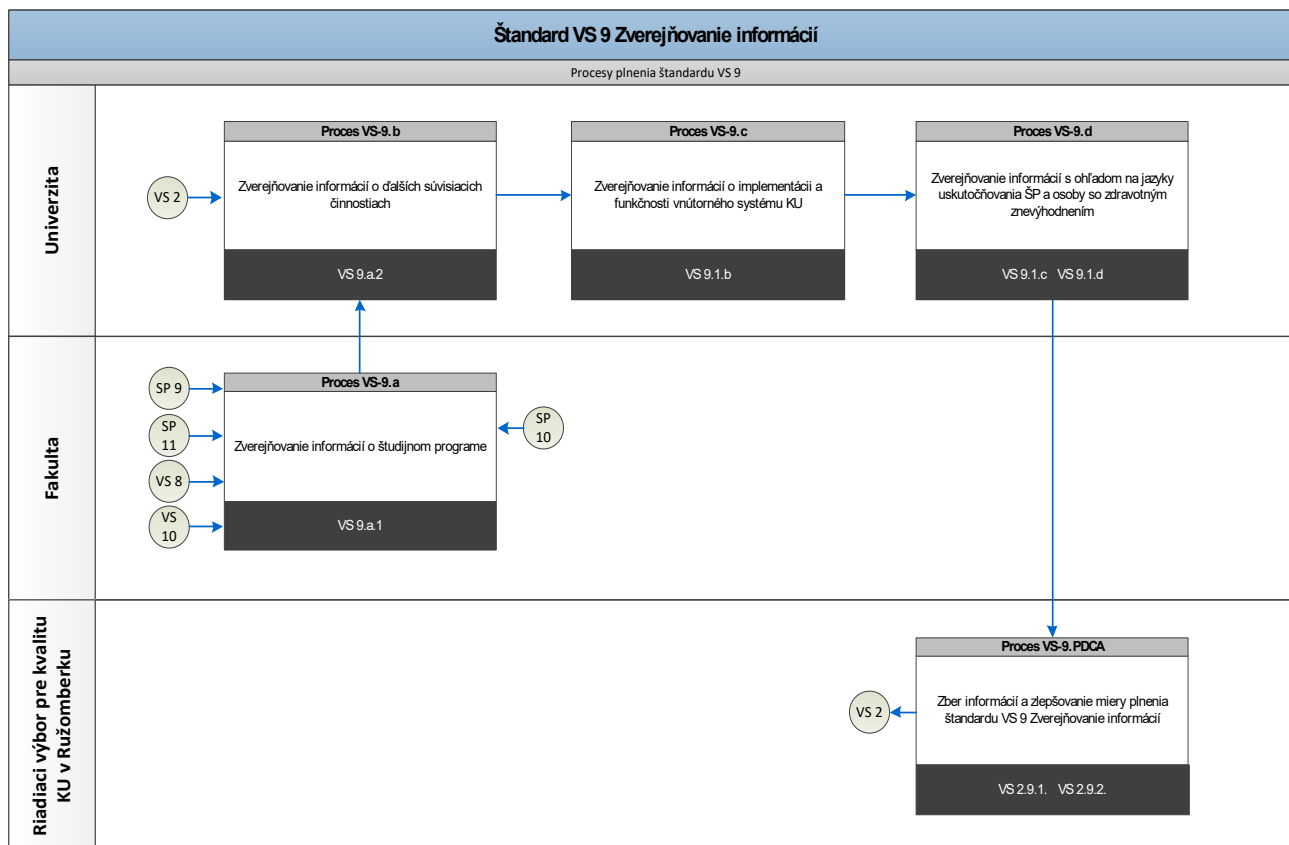 Štandard VS 9 Zverejňovanie informácií
Procesy plnenia štandardu VS 9
Univerzita
VS 2
Proces VS-9. b
Zverejňovanie informácií o ďalších súvisiacich
činnostiach
VS 9.a.2
Proces VS-9. c
Zverejňovanie informácií o implementácii a
funkčnosti vnútorného systému KU
VS 9.1.b
Proces VS-9. d
Zverejňovanie informácií s ohľadom na jazyky
uskutočňovania ŠP a osoby so zdravotným
znevýhodnením
VS 9.1.c VS 9.1.d
Fakulta
SP 9
SP
11
VS 8
VS
10
Proces VS-9. a
Zverejňovanie informácií o študijnom programe
VS 9.a.1
SP
10
Riadiaci výbor pre kvalitu
KU v Ružomberku
VS 2
Proces VS-9. PDCA
Zber informácií a zlepšovanie miery plnenia
štandardu VS 9 Zverejňovanie informácií
VS 2.9.1. VS 2.9.2.